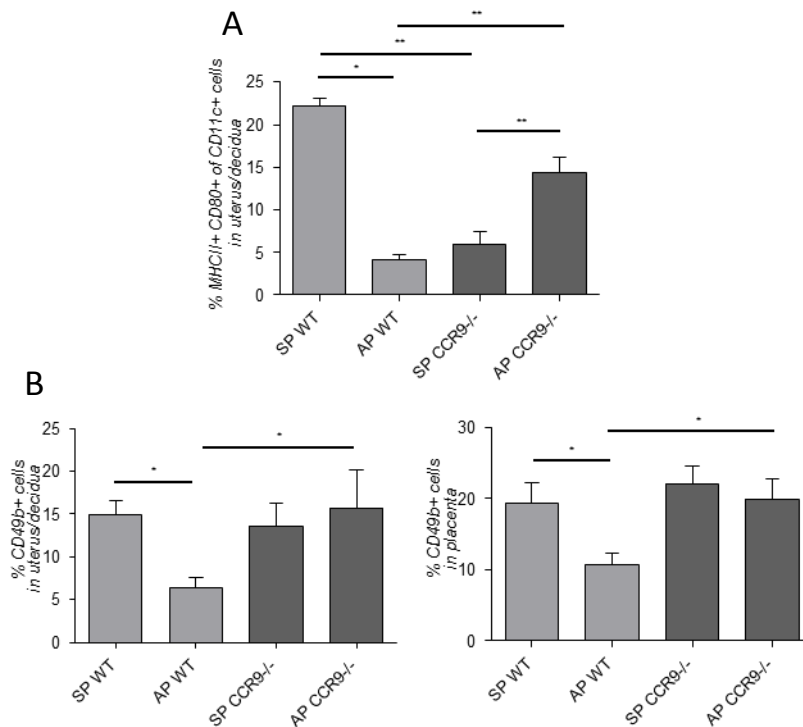 A
**
**
*
**
25
20
15
10
5
0
% MHCII+ CD80+ of CD11c+ cells
in uterus/decidua
SP WT
AP WT
SP CCR9-/-
AP CCR9-/-
B
*
*
25
20
15
10
5
0
% CD49b+ cells
in uterus/decidua
SP WT
AP WT
SP CCR9-/-
AP CCR9-/-
*
*
30
20
10
0
% CD49b+ cells
in placenta
SP WT
AP WT
SP CCR9-/-
AP CCR9-/-